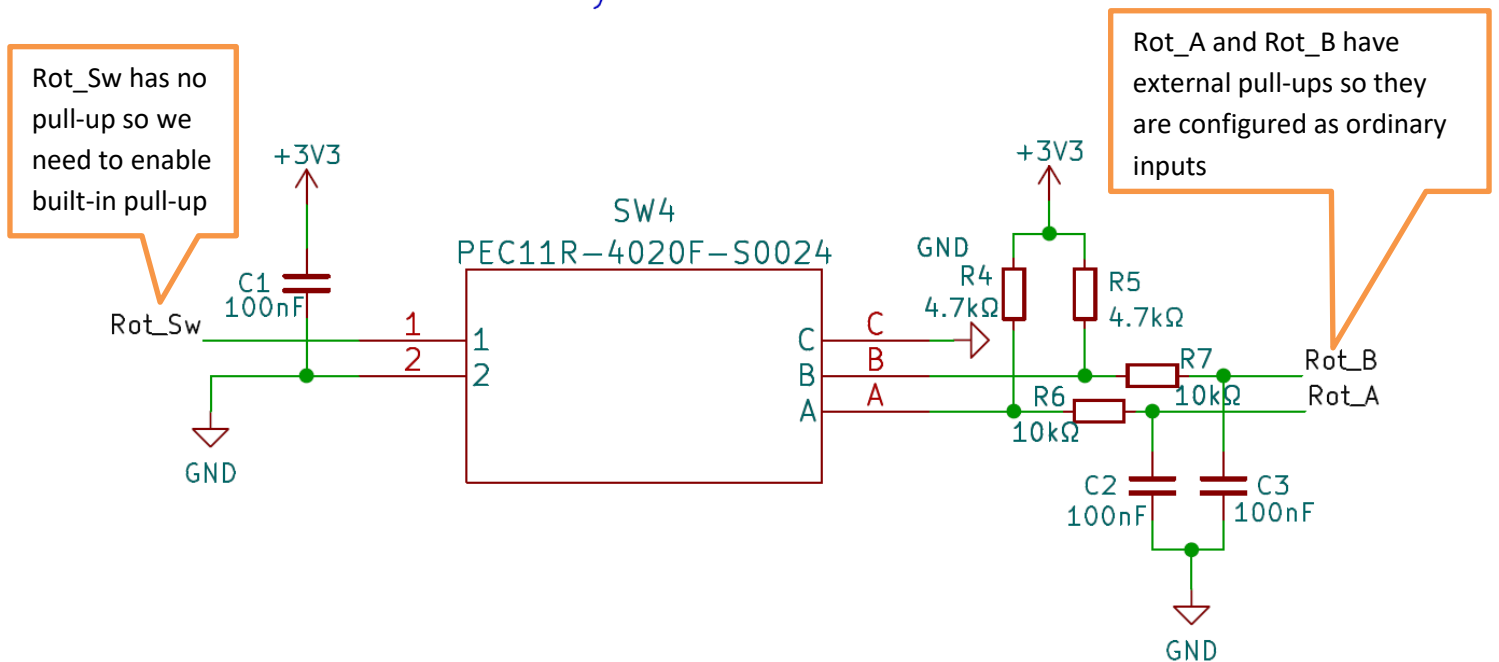 Rot_Sw has no
pull-up so we
need to enable
built-in pull-up
Rot_A and Rot_B have
external pull-ups so they
are configured as ordinary
inputs
+3V3
+3V3
SW4
PEC11R-4020F-S0024
GND
C1
100nF
R4
4.7kΩ
R5
4.7kΩ
Rot_Sw
1
1
2
2
C
C
B
B
A
A
R7
10kΩ
R6
10kΩ
Rot_B
Rot_A
C2
100nF
C3
100nF
GND
GND